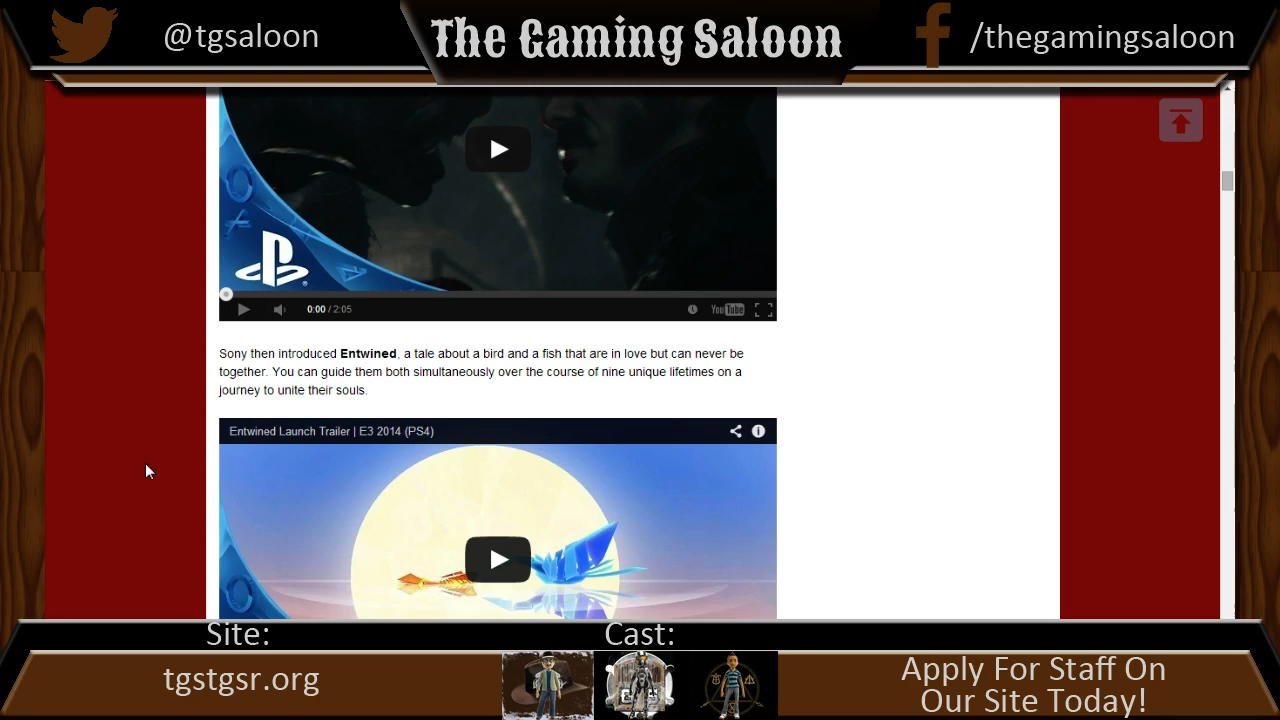 @tgsaloon
The Gaming Saloon
/thegamingsaloon
0:00 / 2:05
YouTube
Sony then introduced Entwined, a tale about a bird and a fish that are in love but can never be
together. You can guide them both simultaneously over the course of nine unique lifetimes on a
journey to unite their souls.
Entwined Launch Trailer | E3 2014 (PS4)
Site:
Cast:
tgstgsr.org
Apply For Staff On
Our Site Today!